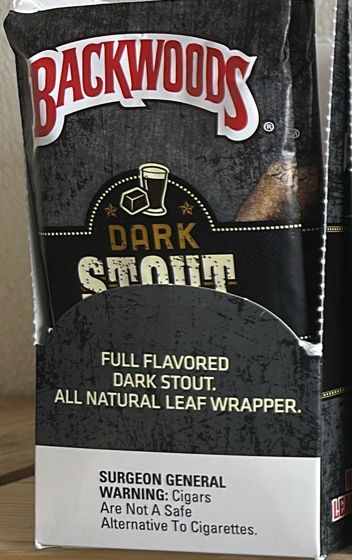 BACKWOODS
®
®
DARK
STOUT
FULL FLAVORED
DARK STOUT.
ALL NATURAL LEAF WRAPPER.
SURGEON GENERAL
WARNING: Cigars
Are Not A Safe
Alternative To Cigarettes.